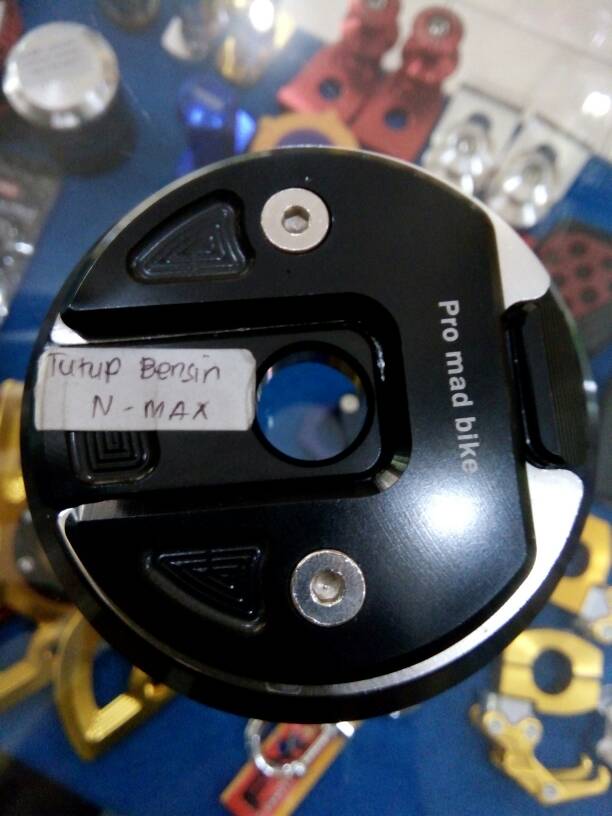 Tutup Bensin
N-MAX
Pro mad bike